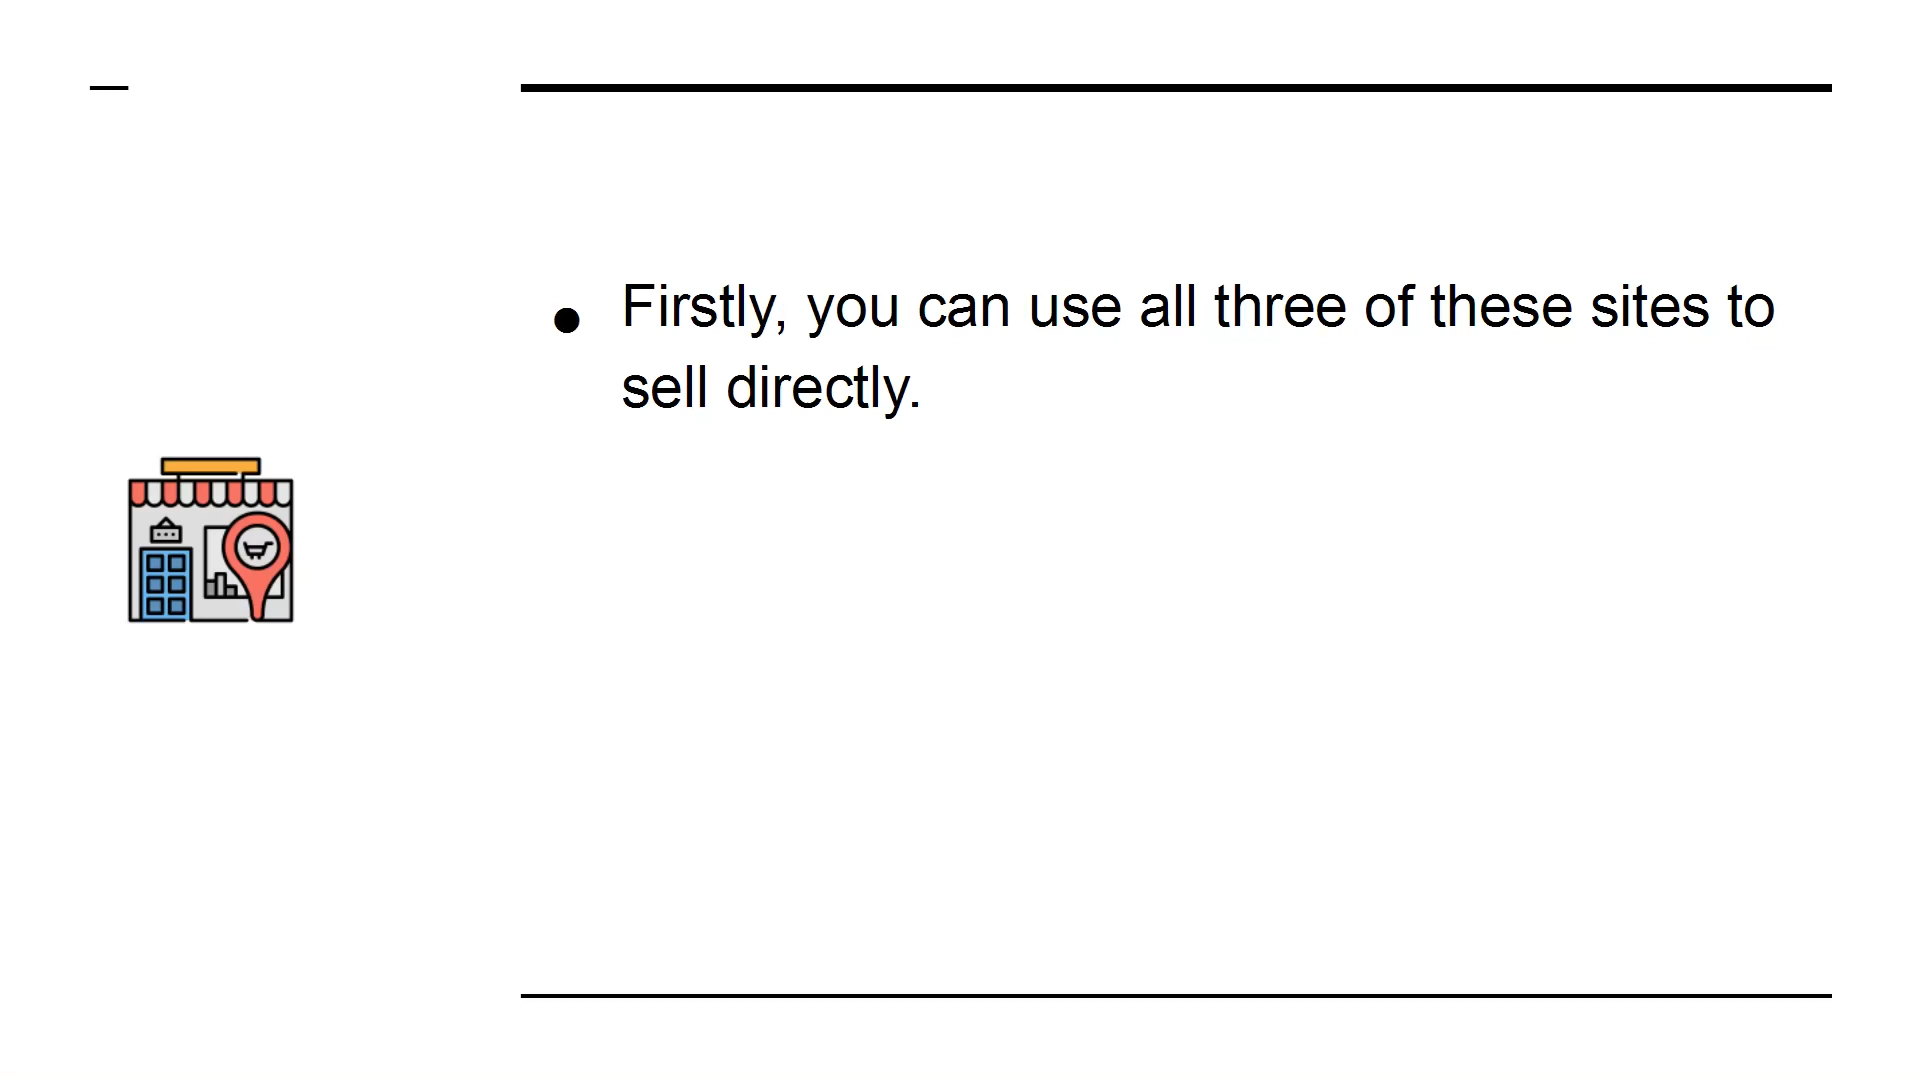 ● Firstly, you can use all three of these sites to
sell directly.